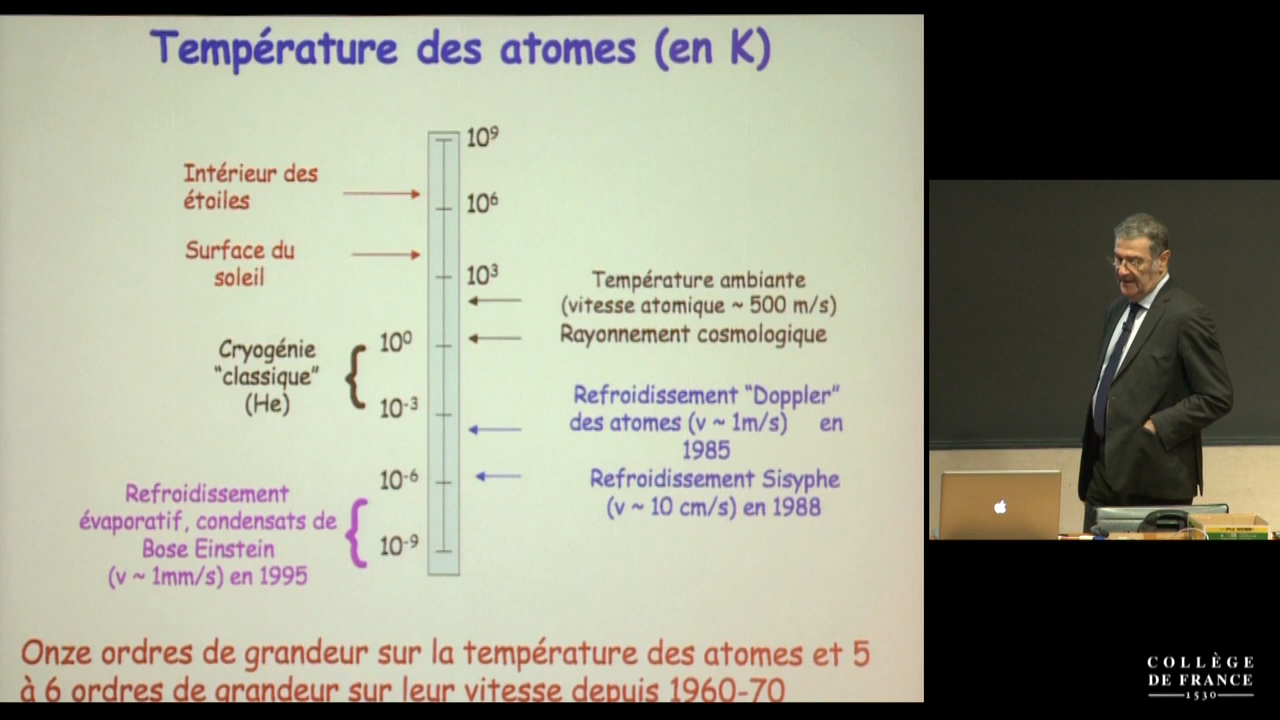 Température des atomes (en K)
10⁹
Intérieur des
étoiles
10⁶
Surface du
soleil
10³
Température ambiante
(vitesse atomique ~ 500 m/s)
Rayonnement cosmologique
10⁰
Cryogénie
"classique"
(He)
10⁻³
Refroidissement "Doppler"
des atomes (v ~ 1m/s) en
1985
10⁻⁶
Refroidissement Sisyphe
(v ~ 10 cm/s) en 1988
Refroidissement
évaporatif, condensats de
Bose Einstein
(v ~ 1mm/s) en 1995
10⁻⁹
Onze ordres de grandeur sur la température des atomes et 5
à 6 ordres de grandeur sur leur vitesse depuis 1960-70
COLLÈGE
DE FRANCE
1530